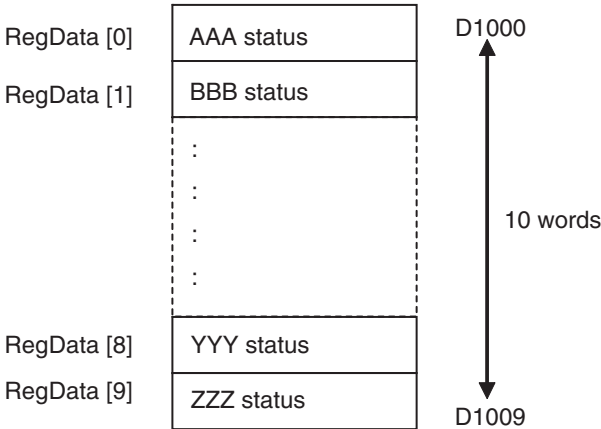 RegData [0] AAA status D1000
RegData [1] BBB status
:
:
:
:
10 words
RegData [8] YYY status
RegData [9] ZZZ status
D1009